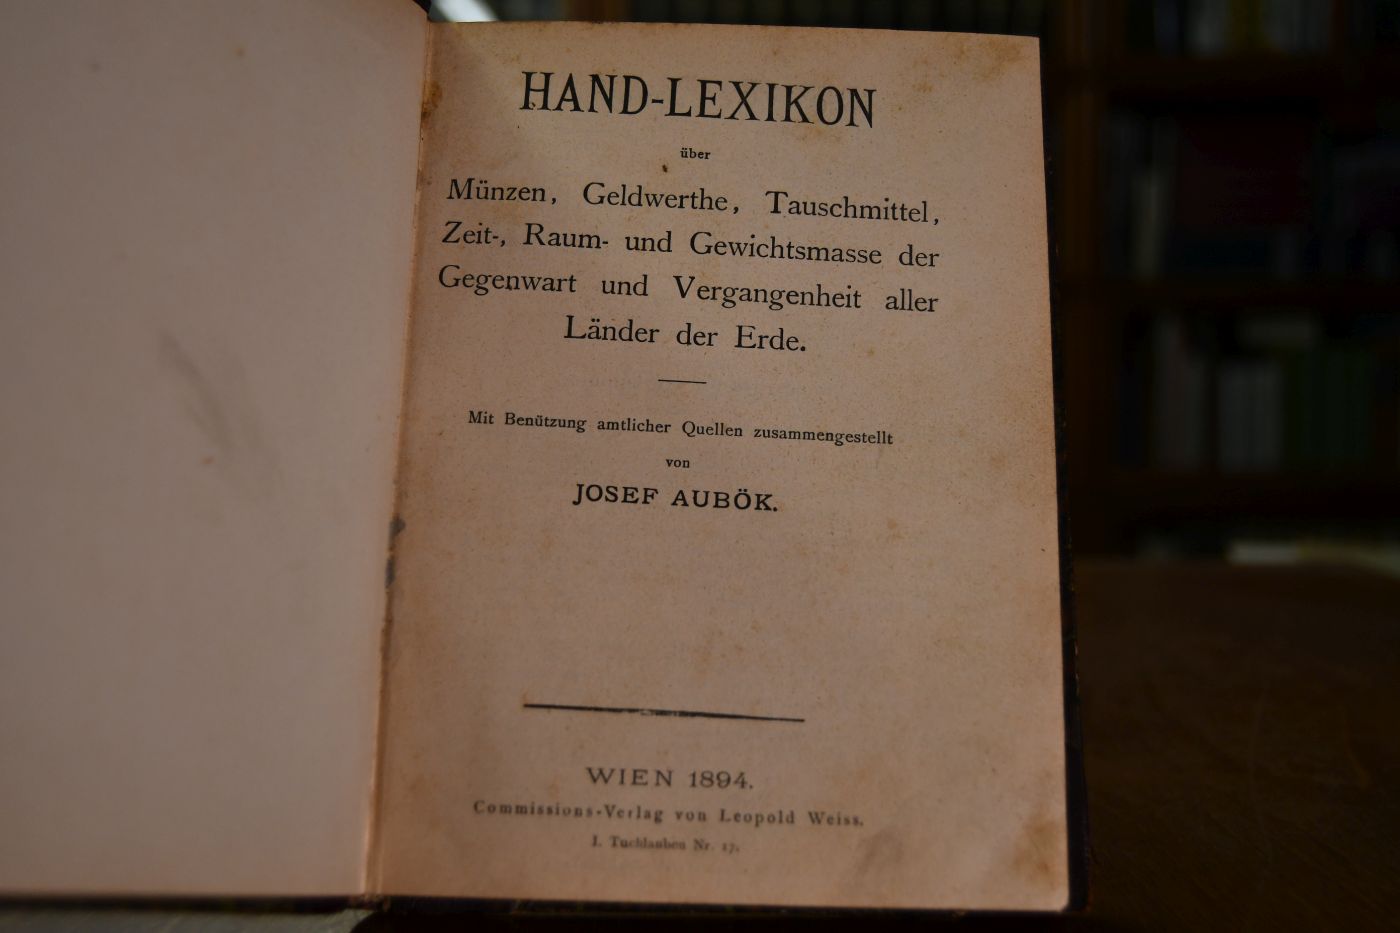 HAND-LEXIKON
über
Münzen, Geldwerthe, Tauschmittel,
Zeit-, Raum- und Gewichtsmasse der
Gegenwart und Vergangenheit aller
Länder der Erde.
Mit Benützung amtlicher Quellen zusammengestellt
von
JOSEF AUBÖK.
WIEN 1894.
Commissions-Verlag von Leopold Weiss.
I. Tuchlauben Nr. 17.